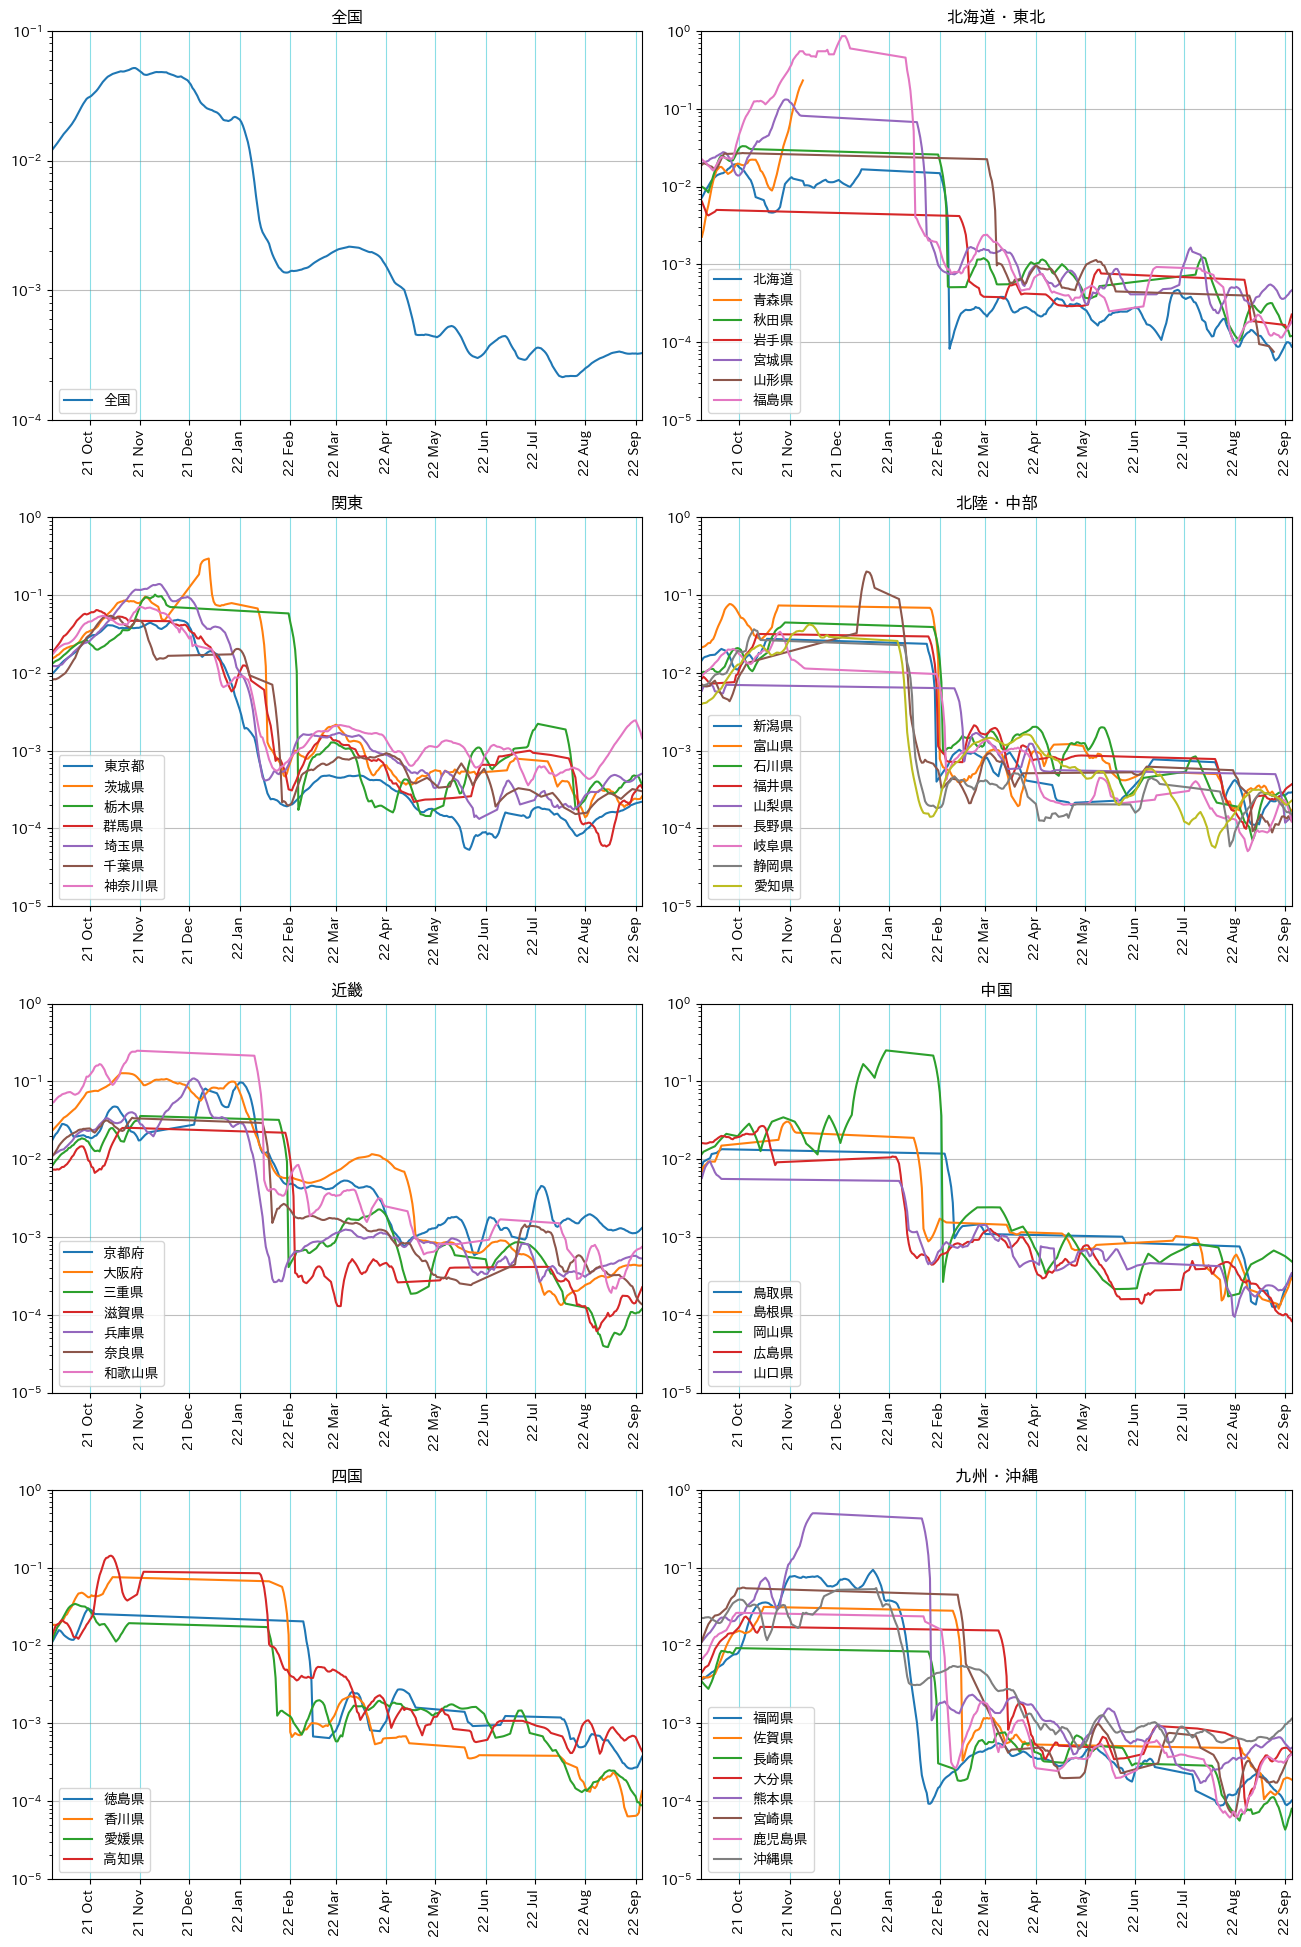 全国
10⁻¹
10⁻²
10⁻³
10⁻⁴
全国
21 Oct
21 Nov
21 Dec
22 Jan
22 Feb
22 Mar
22 Apr
22 May
22 Jun
22 Jul
22 Aug
22 Sep
北海道・東北
10⁰
10⁻¹
10⁻²
10⁻³
10⁻⁴
10⁻⁵
北海道
青森県
秋田県
岩手県
宮城県
山形県
福島県
21 Oct
21 Nov
21 Dec
22 Jan
22 Feb
22 Mar
22 Apr
22 May
22 Jun
22 Jul
22 Aug
22 Sep
関東
10⁰
10⁻¹
10⁻²
10⁻³
10⁻⁴
10⁻⁵
東京都
茨城県
栃木県
群馬県
埼玉県
千葉県
神奈川県
21 Oct
21 Nov
21 Dec
22 Jan
22 Feb
22 Mar
22 Apr
22 May
22 Jun
22 Jul
22 Aug
22 Sep
北陸・中部
10⁰
10⁻¹
10⁻²
10⁻³
10⁻⁴
10⁻⁵
新潟県
富山県
石川県
福井県
山梨県
長野県
岐阜県
静岡県
愛知県
21 Oct
21 Nov
21 Dec
22 Jan
22 Feb
22 Mar
22 Apr
22 May
22 Jun
22 Jul
22 Aug
22 Sep
近畿
10⁰
10⁻¹
10⁻²
10⁻³
10⁻⁴
10⁻⁵
京都府
大阪府
三重県
滋賀県
兵庫県
奈良県
和歌山県
21 Oct
21 Nov
21 Dec
22 Jan
22 Feb
22 Mar
22 Apr
22 May
22 Jun
22 Jul
22 Aug
22 Sep
中国
10⁰
10⁻¹
10⁻²
10⁻³
10⁻⁴
10⁻⁵
鳥取県
島根県
岡山県
広島県
山口県
21 Oct
21 Nov
21 Dec
22 Jan
22 Feb
22 Mar
22 Apr
22 May
22 Jun
22 Jul
22 Aug
22 Sep
四国
10⁰
10⁻¹
10⁻²
10⁻³
10⁻⁴
10⁻⁵
徳島県
香川県
愛媛県
高知県
21 Oct
21 Nov
21 Dec
22 Jan
22 Feb
22 Mar
22 Apr
22 May
22 Jun
22 Jul
22 Aug
22 Sep
九州・沖縄
10⁰
10⁻¹
10⁻²
10⁻³
10⁻⁴
10⁻⁵
福岡県
佐賀県
長崎県
大分県
熊本県
宮崎県
鹿児島県
沖縄県
21 Oct
21 Nov
21 Dec
22 Jan
22 Feb
22 Mar
22 Apr
22 May
22 Jun
22 Jul
22 Aug
22 Sep